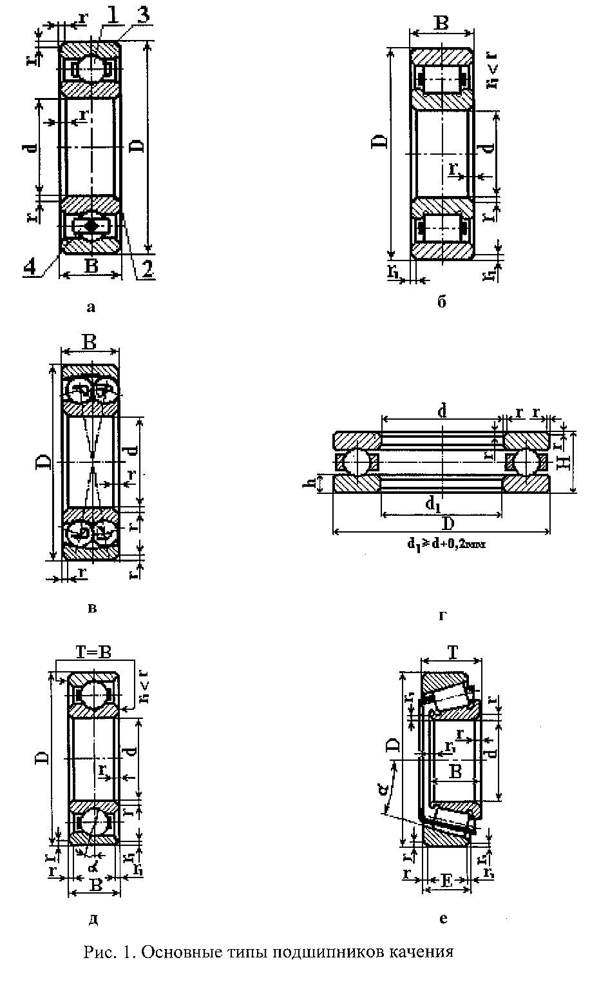 r 1 3
r
r
d
D
r
4 B 2
а
B
r₁ < r
D
d
r
r
r₁
r₁
б
B
D
d
r
r
r
r
в
d r r
r
r
H
h
d₁
D
d₁⩾d+0,2мм
г
T=B
r₁ < r
D
d
r
r
r
r₁
r α r₁
B
д
T
r₁
r
D
r
r₁
d
B
α
r
r₁
r E r₁
е
Рис. 1. Основные типы подшипников качения